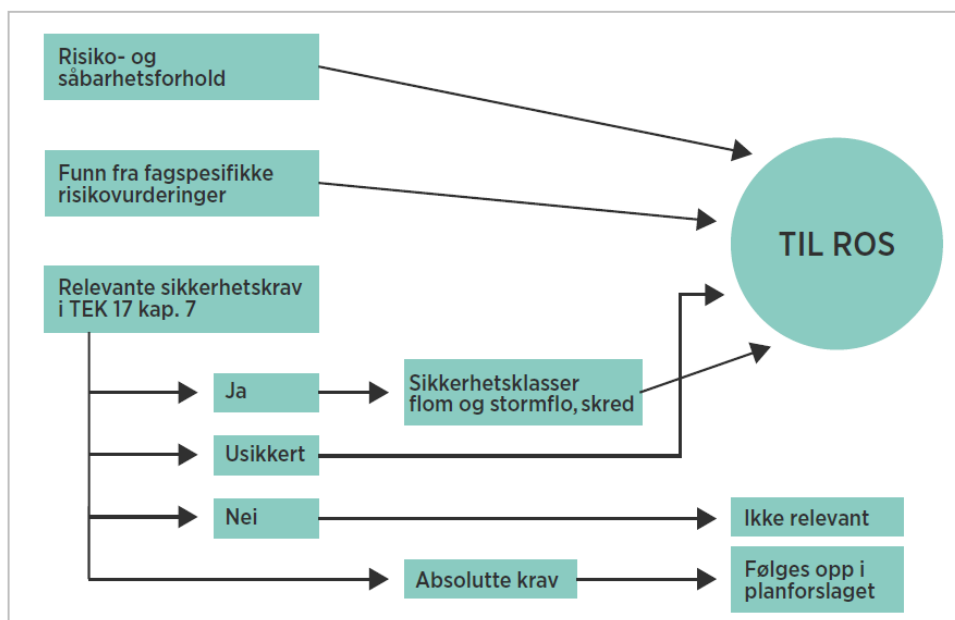 Risiko- og
såbarhetsforhold
Funn fra fagspesifikke
risikovurderinger
TIL ROS
Relevante sikkerhetskrav
i TEK 17 kap. 7
Ja
Sikkerhetsklasser
flom og stormflo, skred
Usikkert
Nei
Ikke relevant
Absolutte krav
Følges opp i
planforslaget